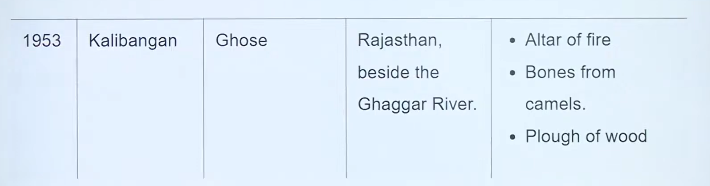 1953 Kalibangan Ghose Rajasthan, • Altar of fire
beside the • Bones from
Ghaggar River. camels.
• Plough of wood